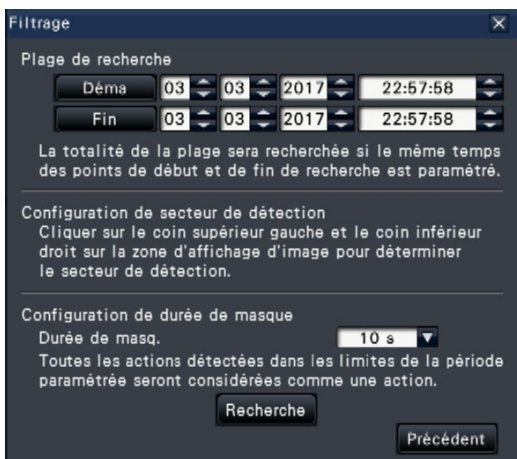 Filtrage
Plage de recherche
Déma 03 03 2017 22:57:58
Fin 03 03 2017 22:57:58
La totalité de la plage sera recherchée si le même temps
des points de début et de fin de recherche est paramétré.
Configuration de secteur de détection
Cliquer sur le coin supérieur gauche et le coin inférieur
droit sur la zone d'affichage d'image pour déterminer
le secteur de détection.
Configuration de durée de masque
Durée de masq. 10 s
Toutes les actions détectées dans les limites de la période
paramétrée seront considérées comme une action.
Recherche
Précédent